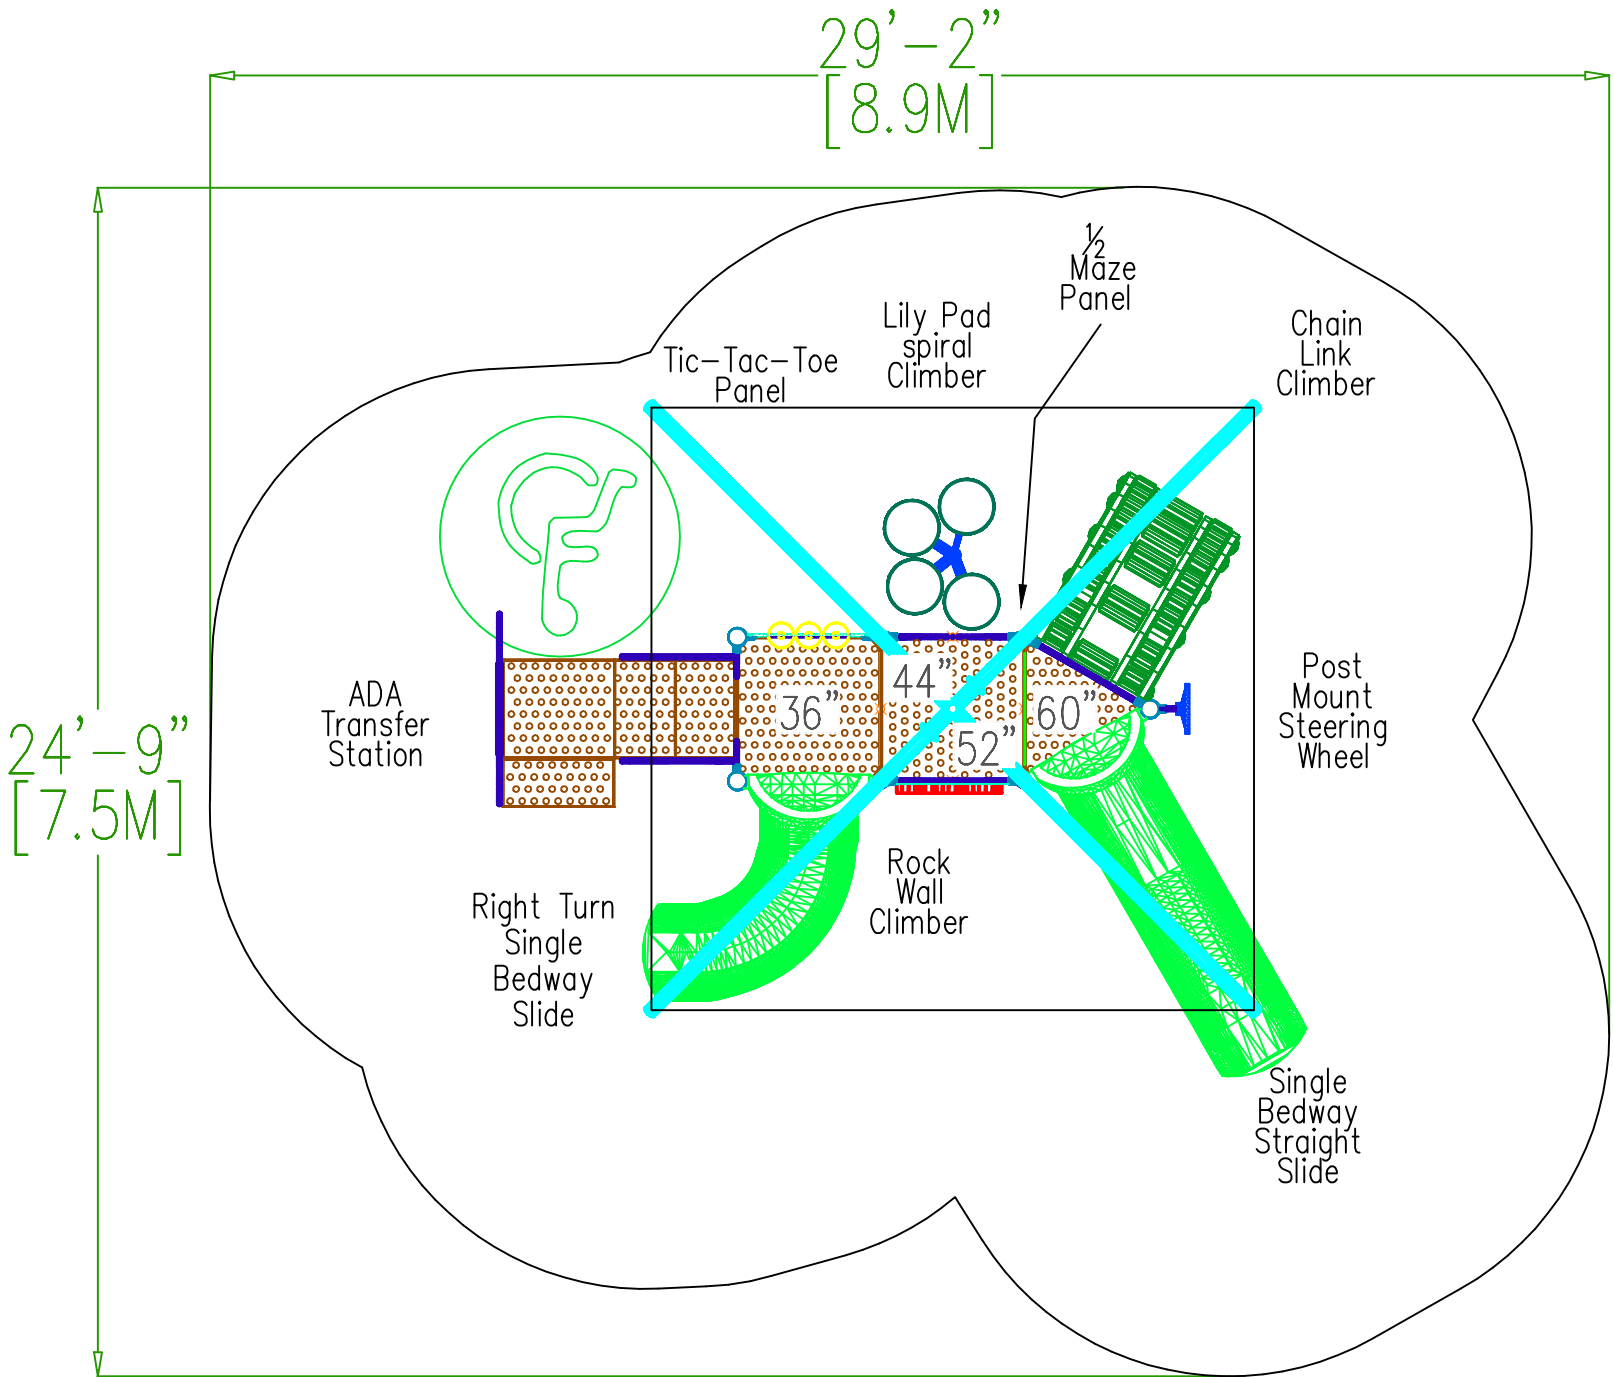 29'-2"
[8.9M]
½
Maze
Panel
Lily Pad
spiral
Climber
Chain
Link
Climber
Tic-Tac-Toe
Panel
ADA
Transfer
Station
24'-9"
[7.5M]
36"
44"
52"
60"
Post
Mount
Steering
Wheel
Rock
Wall
Climber
Right Turn
Single
Bedway
Slide
Single
Bedway
Straight
Slide